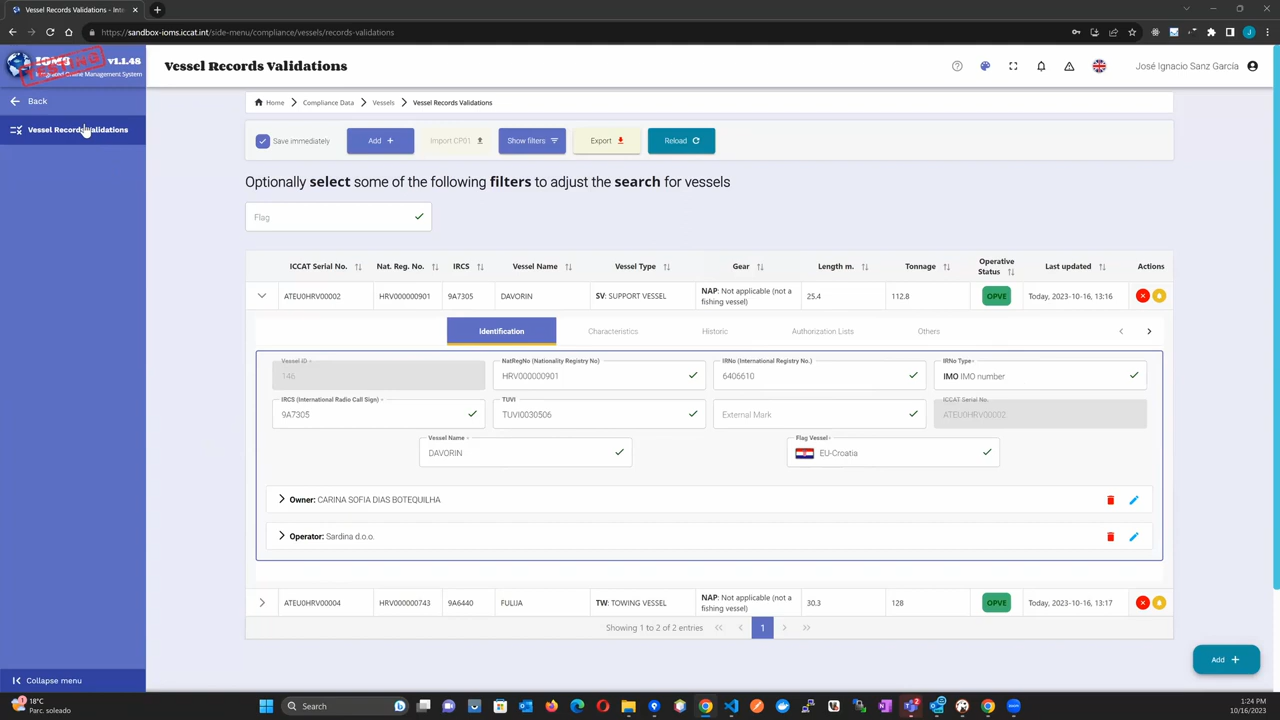 Vessel Records Validations - Int
https://sandbox-ioms.iccat.int/side-menu/compliance/vessels/records-validations
IOMS v1.1.48
Integrated Online Management System
TESTING
Vessel Records Validations
José Ignacio Sanz García
Back
Vessel Records Validations
Home Compliance Data Vessels Vessel Records Validations
Save immediately Add + Import CP01 Show filters Export Reload
Optionally select some of the following filters to adjust the search for vessels
Flag
ICCAT Serial No. Nat. Reg. No. IRCS Vessel Name Vessel Type Gear Length m. Tonnage Operative Status Last updated Actions
ATEU0HRV00002 HRV000000901 9A7305 DAVORIN SV: SUPPORT VESSEL NAP: Not applicable (not a fishing vessel) 25.4 112.8 OPVE Today, 2023-10-16, 13:16
Identification Characteristics Historic Authorization Lists Others
Vessel ID * NatRegNo (Nationality Registry No) IRNo (International Registry No.) IRNo Type *
146 HRV000000901 6406610 IMO IMO number
IRCS (International Radio Call Sign) * TUVI ICCAT Serial No.
9A7305 TUVI0030506 External Mark ATEU0HRV00002
Vessel Name * Flag Vessel *
DAVORIN EU-Croatia
Owner: CARINA SOFIA DIAS BOTEQUILHA
Operator: Sardina d.o.o.
ATEU0HRV00004 HRV000000743 9A6440 FULIJA TW: TOWING VESSEL NAP: Not applicable (not a fishing vessel) 30.3 128 OPVE Today, 2023-10-16, 13:17
Showing 1 to 2 of 2 entries 1
Add +
Collapse menu
18°C
Parc. soleado
Search
1:24 PM
10/16/2023